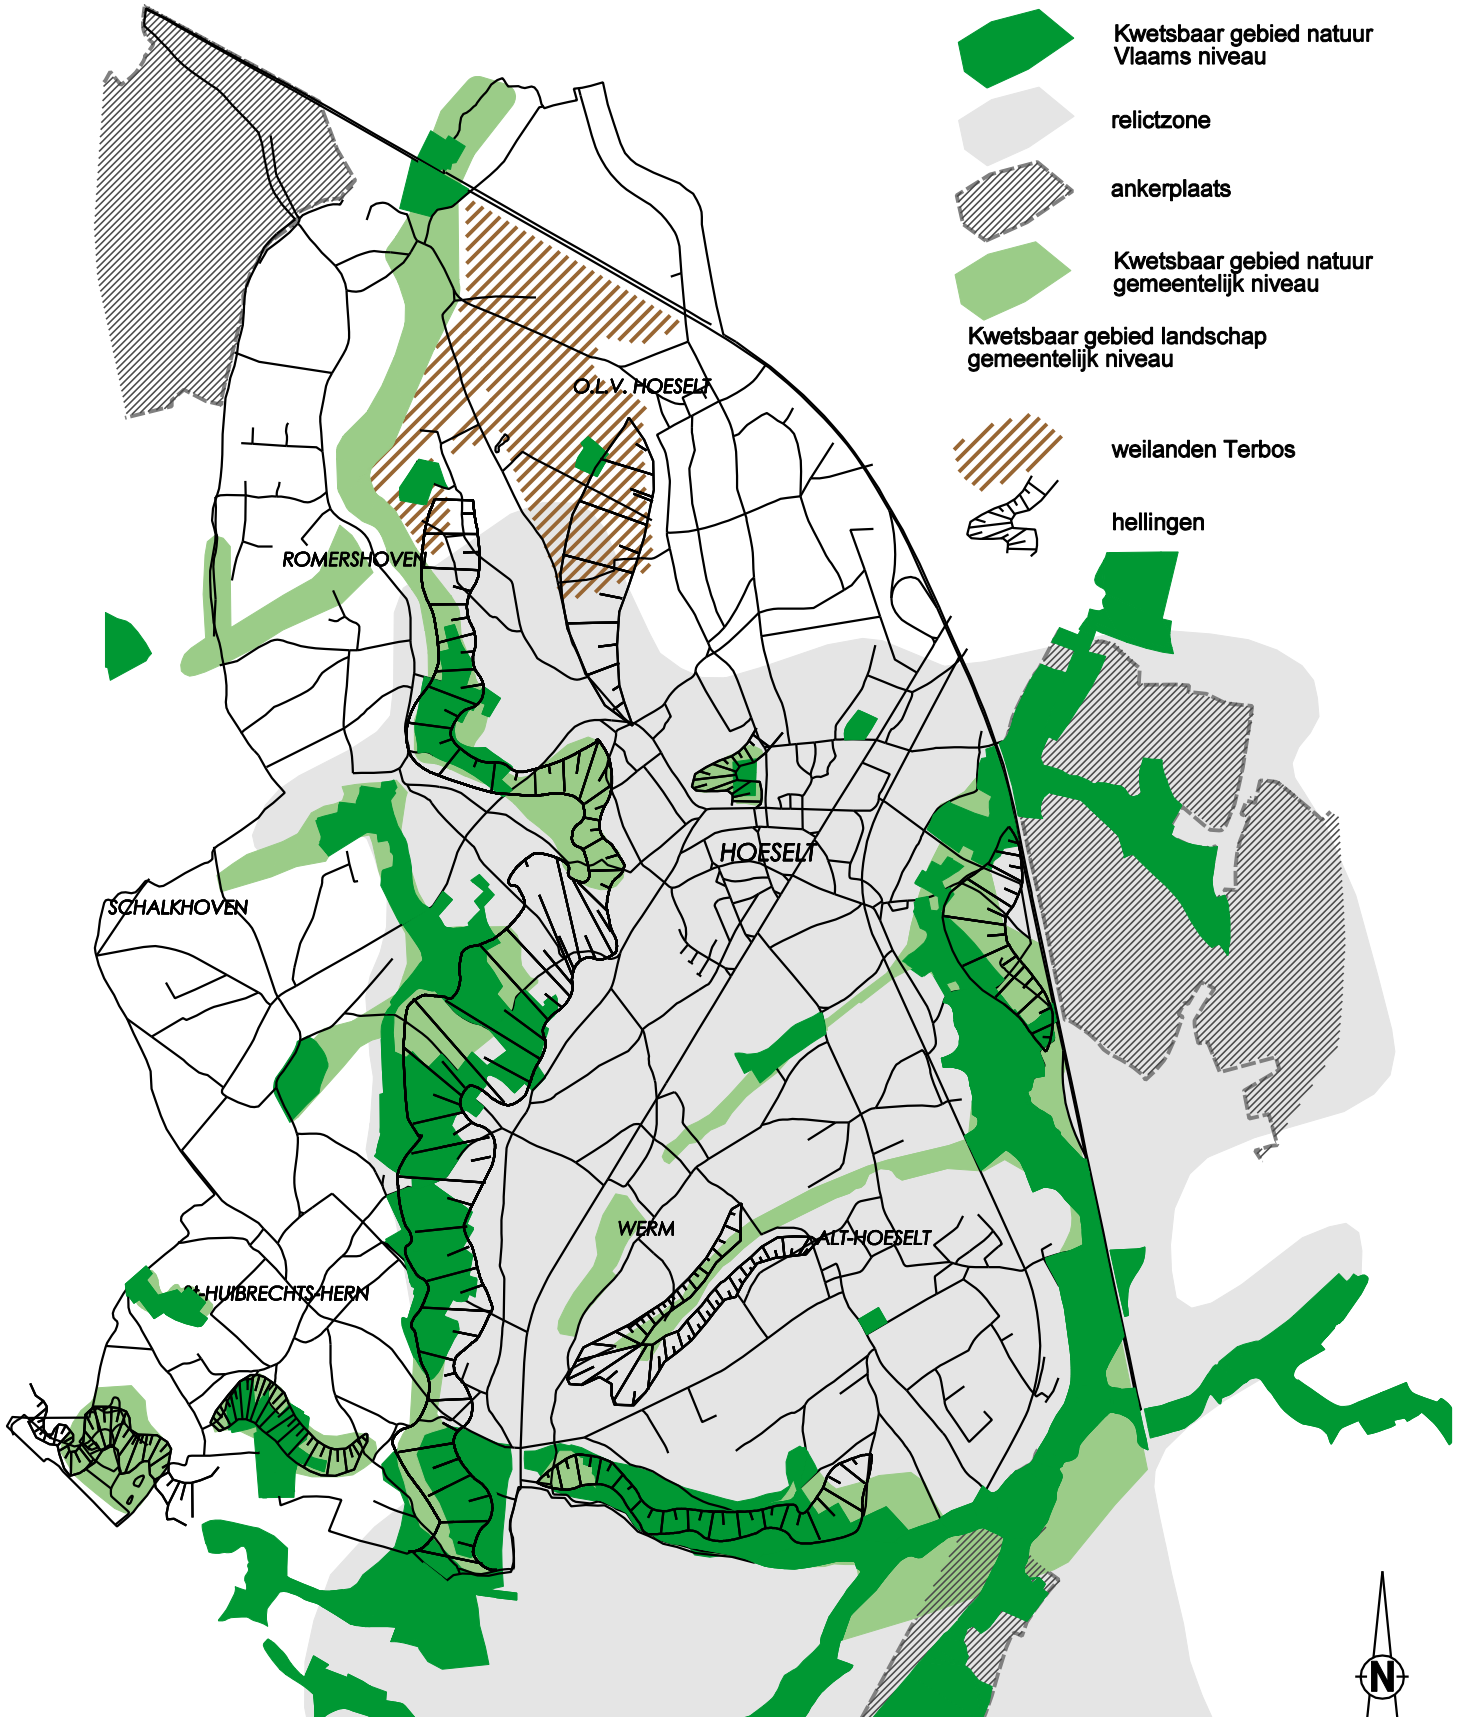 Kwetsbaar gebied natuur
Vlaams niveau
relictzone
ankerplaats
Kwetsbaar gebied natuur
gemeentelijk niveau
Kwetsbaar gebied landschap
gemeentelijk niveau
weilanden Terbos
hellingen
O.L.V. HOESELT
ROMERSHOVEN
HOESELT
SCHALKHOVEN
WERM
ALT-HOESELT
St-HUIBRECHTS-HERN
N